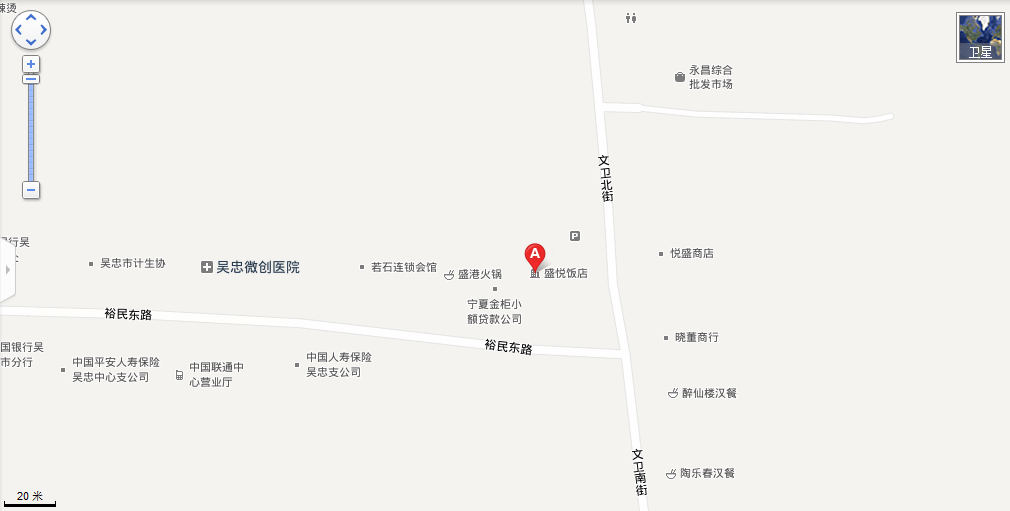 辣烫
卫星
永昌综合
批发市场
文卫北街
悦盛商店
吴忠市计生协
吴忠微创医院
若石连锁会馆
盛港火锅
盛悦饭店
A
P
宁夏金柜小
额贷款公司
裕民东路
裕民东路
晓董商行
国银行吴
市分行
中国平安人寿保险
吴忠中心支公司
中国联通中
心营业厅
中国人寿保险
吴忠支公司
醉仙楼汉餐
文卫南街
陶乐春汉餐
20 米